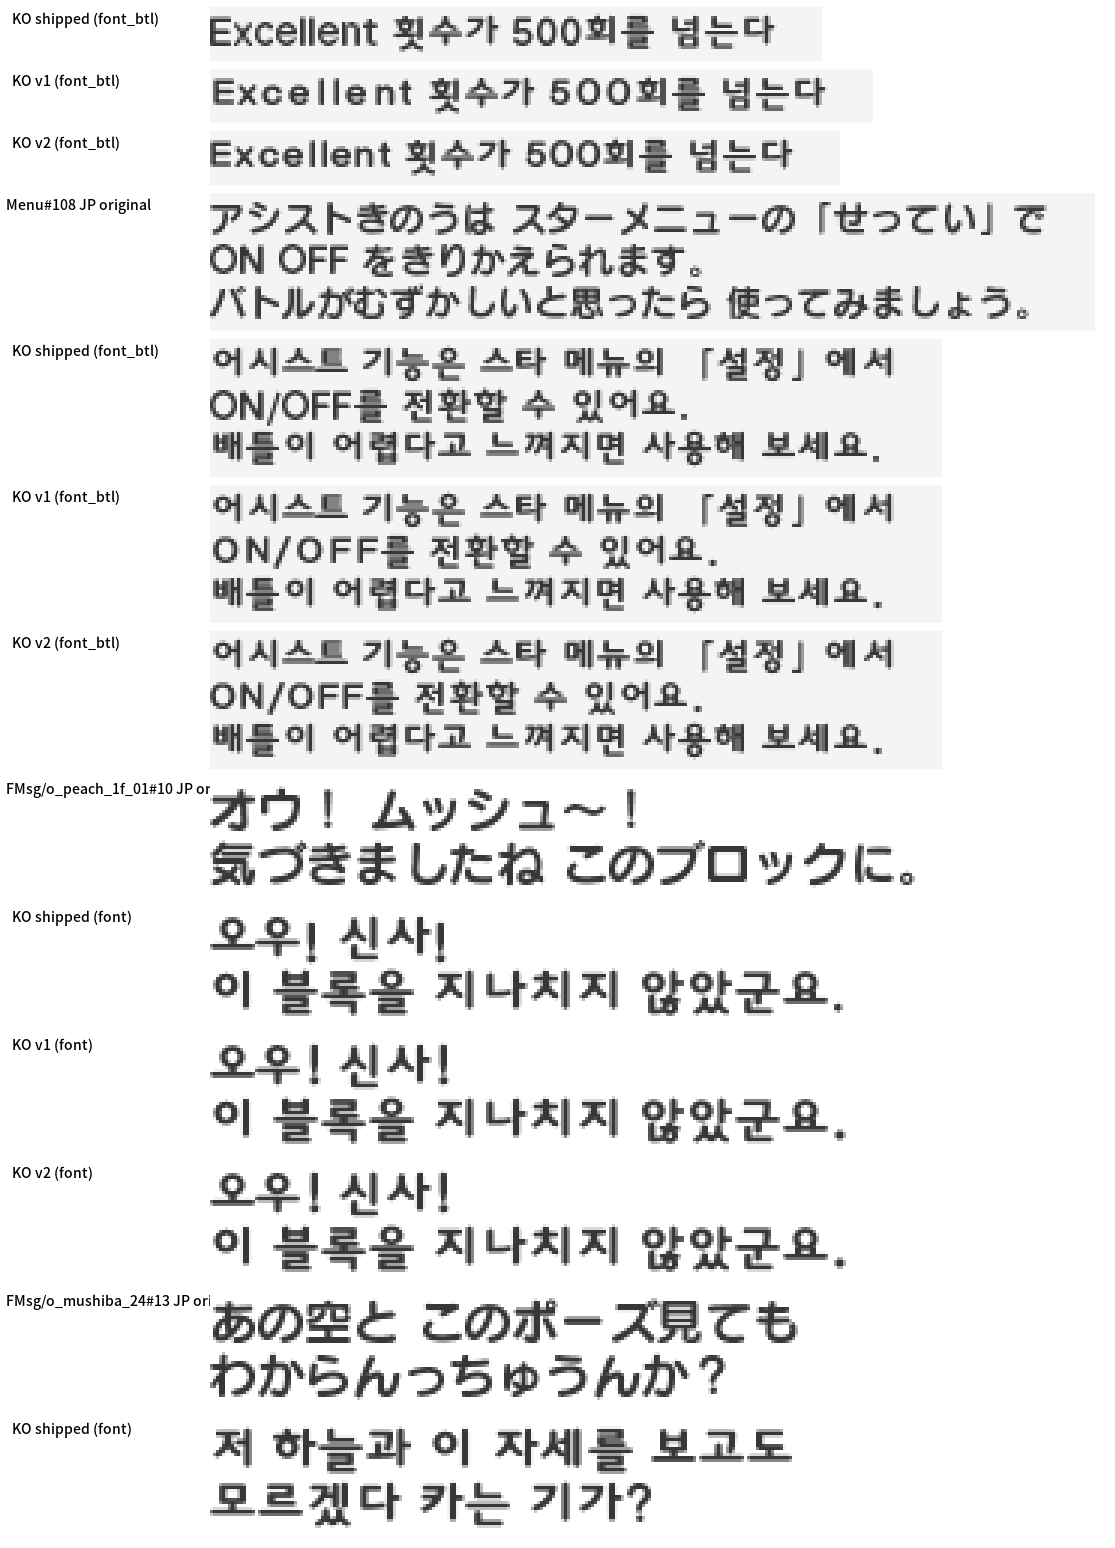 KO shipped (font_btl)
Excellent 횟수가 500회를 넘는다
KO v1 (font_btl)
Excellent 횟수가 500회를 넘는다
KO v2 (font_btl)
Excellent 횟수가 500회를 넘는다
Menu#108 JP original
アシストきのうは スターメニューの「せってい」で
ON OFF をきりかえられます。
バトルがむずかしいと思ったら 使ってみましょう。
KO shipped (font_btl)
어시스트 기능은 스타 메뉴의 「설정」에서
ON/OFF를 전환할 수 있어요.
배틀이 어렵다고 느껴지면 사용해 보세요.
KO v1 (font_btl)
어시스트 기능은 스타 메뉴의 「설정」에서
ON/OFF를 전환할 수 있어요.
배틀이 어렵다고 느껴지면 사용해 보세요.
KO v2 (font_btl)
어시스트 기능은 스타 메뉴의 「설정」에서
ON/OFF를 전환할 수 있어요.
배틀이 어렵다고 느껴지면 사용해 보세요.
FMsg/o_peach_1f_01#10 JP or
オウ! ムッシュ〜!
気づきましたね このブロックに。
KO shipped (font)
오우! 신사!
이 블록을 지나치지 않았군요.
KO v1 (font)
오우! 신사!
이 블록을 지나치지 않았군요.
KO v2 (font)
오우! 신사!
이 블록을 지나치지 않았군요.
FMsg/o_mushiba_24#13 JP ori
あの空と このポーズ見ても
わからんっちゅうんか?
KO shipped (font)
저 하늘과 이 자세를 보고도
모르겠다 카는 기가?